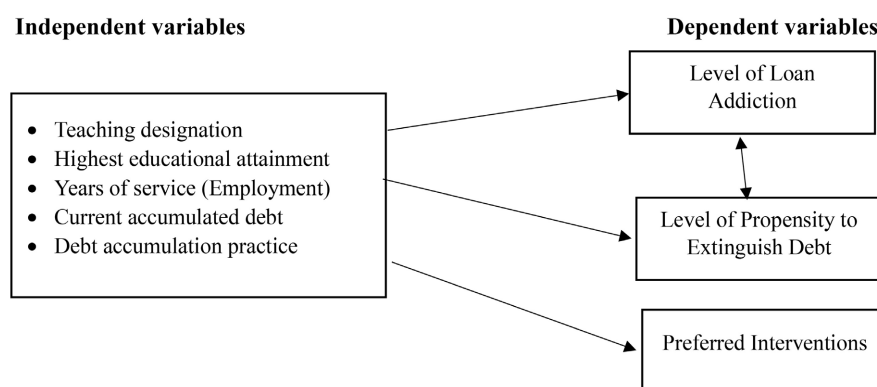 Independent variables
Dependent variables
Teaching designation
Highest educational attainment
Years of service (Employment)
Current accumulated debt
Debt accumulation practice
Level of Loan
Addiction
Level of Propensity to
Extinguish Debt
Preferred Interventions